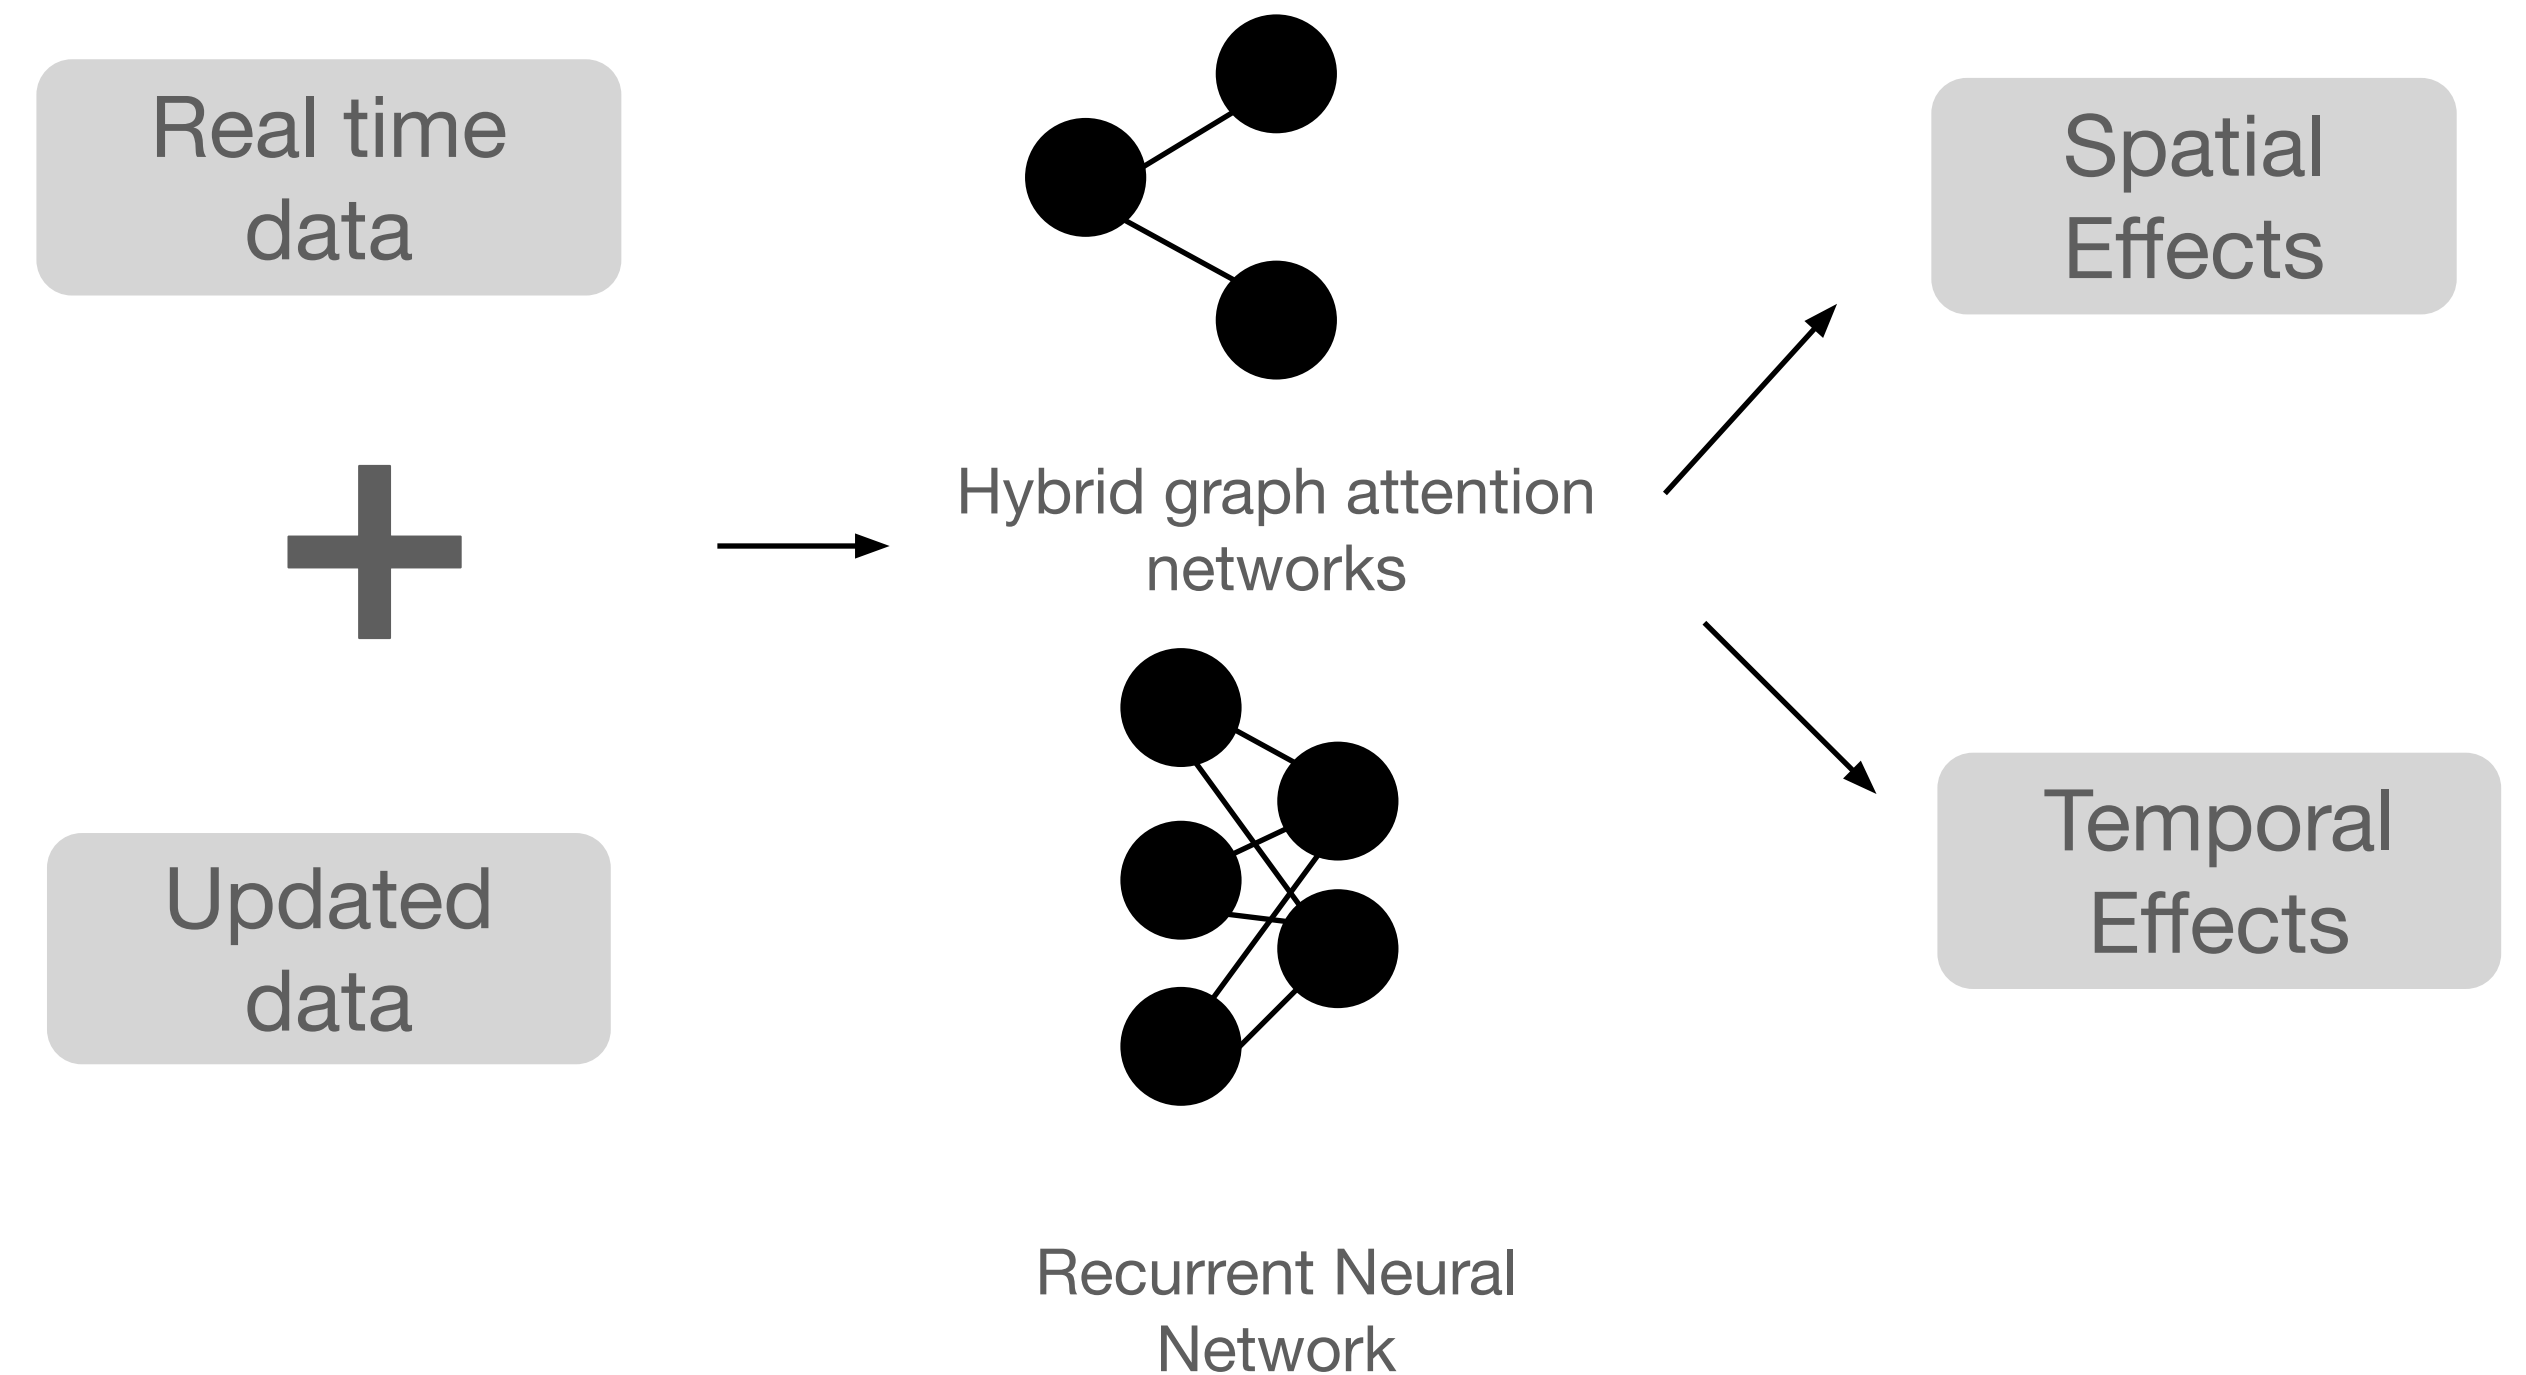 Real time
data
Updated
data
Hybrid graph attention
networks
Recurrent Neural
Network
Spatial
Effects
Temporal
Effects